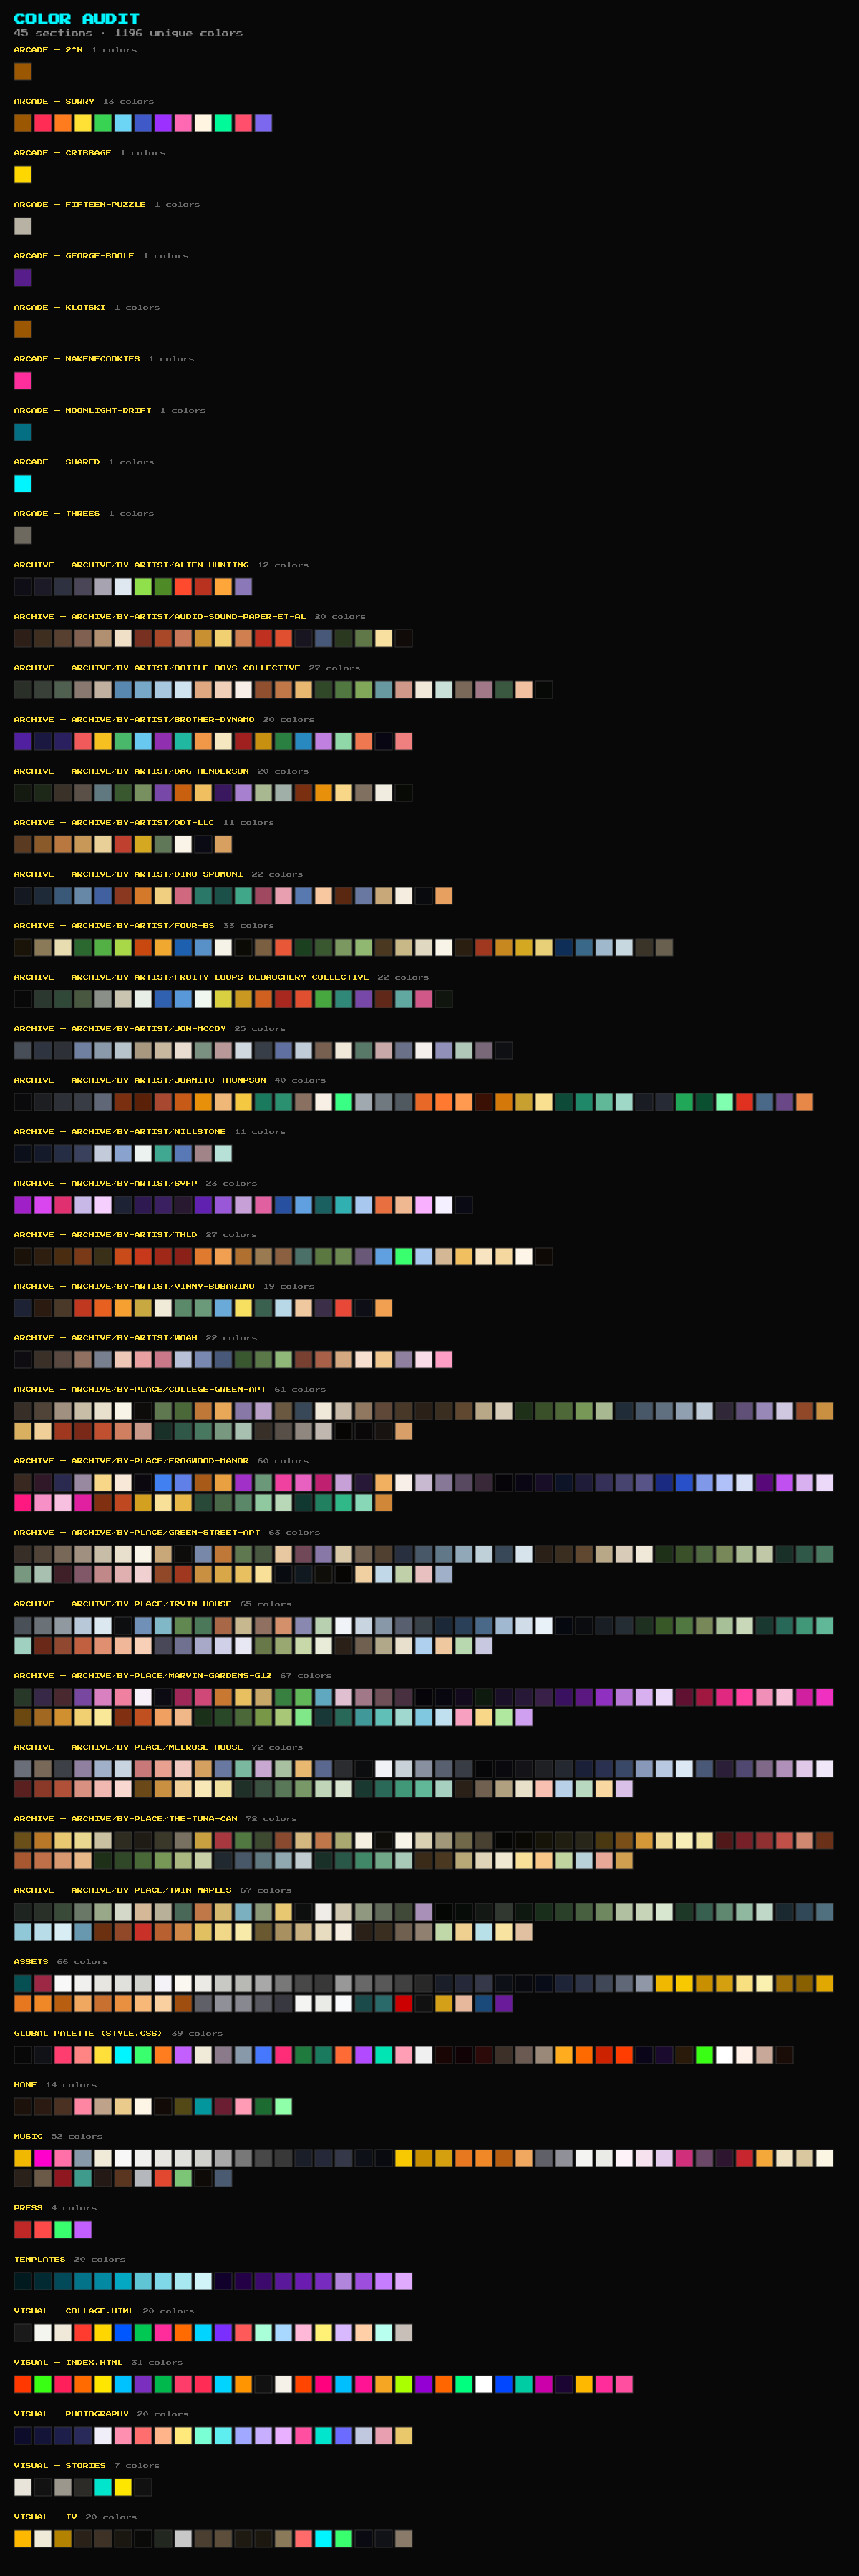 COLOR AUDIT
45 sections · 1196 unique colors
ARCADE — 2^N 1 colors
ARCADE — SORRY 13 colors
ARCADE — CRIBBAGE 1 colors
ARCADE — FIFTEEN-PUZZLE 1 colors
ARCADE — GEORGE-BOOLE 1 colors
ARCADE — KLOTSKI 1 colors
ARCADE — MAKEMECOOKIES 1 colors
ARCADE — MOONLIGHT-DRIFT 1 colors
ARCADE — SHARED 1 colors
ARCADE — THREES 1 colors
ARCHIVE — ARCHIVE/BY-ARTIST/ALIEN-HUNTING 12 colors
ARCHIVE — ARCHIVE/BY-ARTIST/AUDIO-SOUND-PAPER-ET-AL 20 colors
ARCHIVE — ARCHIVE/BY-ARTIST/BOTTLE-BOYS-COLLECTIVE 27 colors
ARCHIVE — ARCHIVE/BY-ARTIST/BROTHER-DYNAMO 20 colors
ARCHIVE — ARCHIVE/BY-ARTIST/DAG-HENDERSON 20 colors
ARCHIVE — ARCHIVE/BY-ARTIST/DDT-LLC 11 colors
ARCHIVE — ARCHIVE/BY-ARTIST/DINO-SPUMONI 22 colors
ARCHIVE — ARCHIVE/BY-ARTIST/FOUR-BS 33 colors
ARCHIVE — ARCHIVE/BY-ARTIST/FRUITY-LOOPS-DEBAUCHERY-COLLECTIVE 22 colors
ARCHIVE — ARCHIVE/BY-ARTIST/JON-MCCOY 25 colors
ARCHIVE — ARCHIVE/BY-ARTIST/JUANITO-THOMPSON 40 colors
ARCHIVE — ARCHIVE/BY-ARTIST/MILLSTONE 11 colors
ARCHIVE — ARCHIVE/BY-ARTIST/SVFP 23 colors
ARCHIVE — ARCHIVE/BY-ARTIST/THLD 27 colors
ARCHIVE — ARCHIVE/BY-ARTIST/VINNY-BOBARINO 19 colors
ARCHIVE — ARCHIVE/BY-ARTIST/WOAH 22 colors
ARCHIVE — ARCHIVE/BY-PLACE/COLLEGE-GREEN-APT 61 colors
ARCHIVE — ARCHIVE/BY-PLACE/FROGWOOD-MANOR 60 colors
ARCHIVE — ARCHIVE/BY-PLACE/GREEN-STREET-APT 63 colors
ARCHIVE — ARCHIVE/BY-PLACE/IRVIN-HOUSE 65 colors
ARCHIVE — ARCHIVE/BY-PLACE/MARVIN-GARDENS-G12 67 colors
ARCHIVE — ARCHIVE/BY-PLACE/MELROSE-HOUSE 72 colors
ARCHIVE — ARCHIVE/BY-PLACE/THE-TUNA-CAN 72 colors
ARCHIVE — ARCHIVE/BY-PLACE/TWIN-MAPLES 67 colors
ASSETS 66 colors
GLOBAL PALETTE (STYLE.CSS) 39 colors
HOME 14 colors
MUSIC 52 colors
PRESS 4 colors
TEMPLATES 20 colors
VISUAL — COLLAGE.HTML 20 colors
VISUAL — INDEX.HTML 31 colors
VISUAL — PHOTOGRAPHY 20 colors
VISUAL — STORIES 7 colors
VISUAL — TV 20 colors